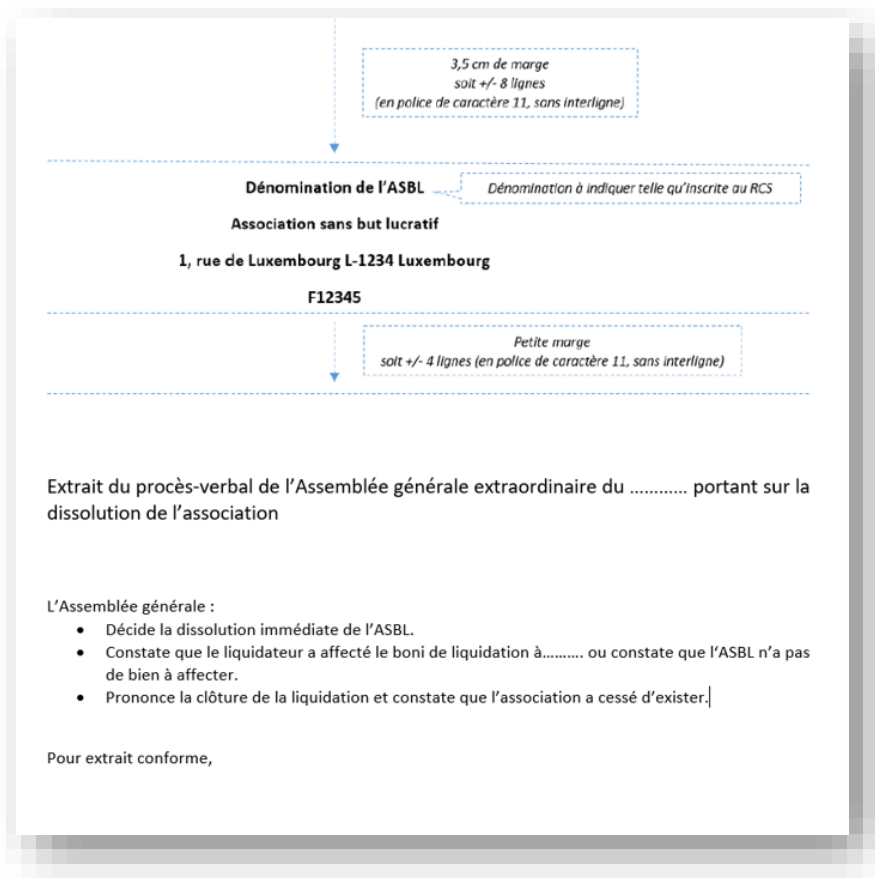 3,5 cm de marge
soit +/- 8 lignes
(en police de caractère 11, sans interligne)
Dénomination de l'ASBL
Dénomination à indiquer telle qu'inscrite au RCS
Association sans but lucratif
1, rue de Luxembourg L-1234 Luxembourg
F12345
Petite marge
soit +/- 4 lignes (en police de caractère 11, sans interligne)
Extrait du procès-verbal de l’Assemblée générale extraordinaire du ………… portant sur la
dissolution de l’association
L’Assemblée générale :
• Décide la dissolution immédiate de l’ASBL.
• Constate que le liquidateur a affecté le boni de liquidation à………. ou constate que l‘ASBL n’a pas
de bien à affecter.
• Prononce la clôture de la liquidation et constate que l’association a cessé d’exister.
Pour extrait conforme,